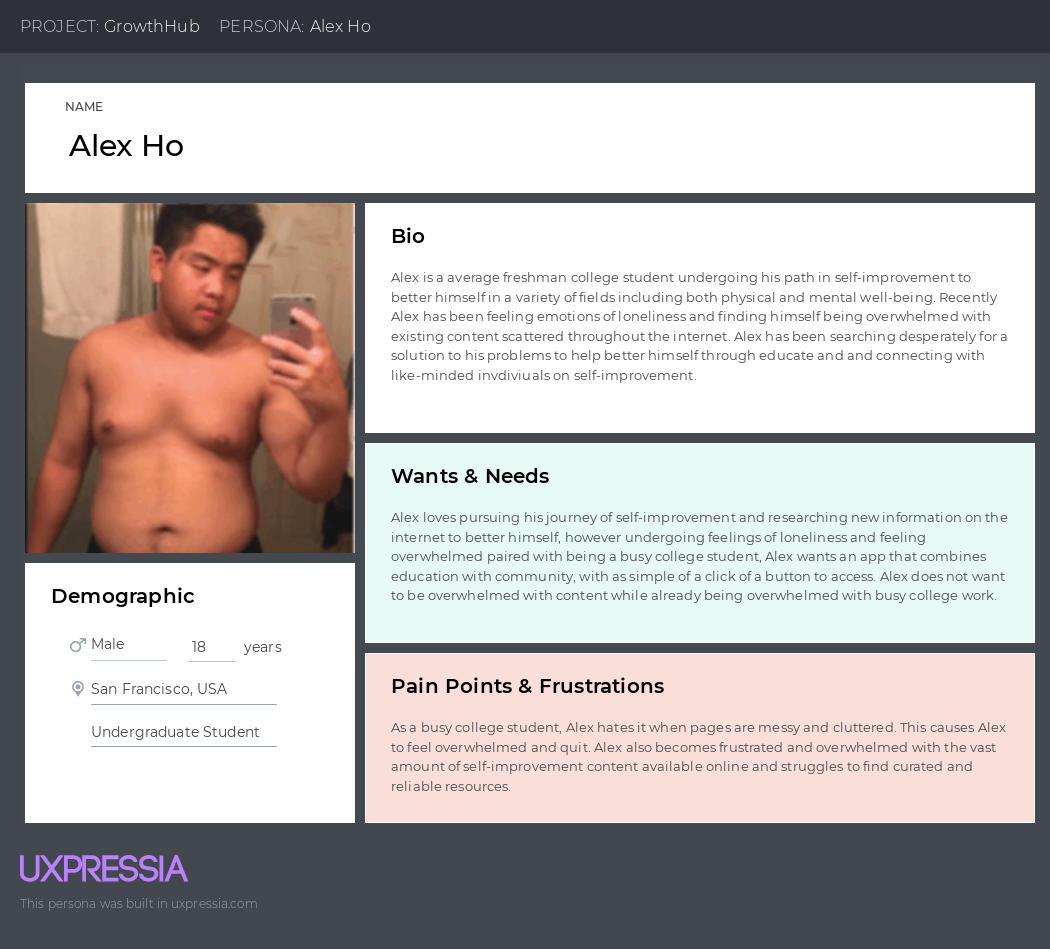 PROJECT: GrowthHub PERSONA: Alex Ho
NAME
Alex Ho
Bio
Alex is a average freshman college student undergoing his path in self-improvement to
better himself in a variety of fields including both physical and mental well-being. Recently
Alex has been feeling emotions of loneliness and finding himself being overwhelmed with
existing content scattered throughout the internet. Alex has been searching desperately for a
solution to his problems to help better himself through educate and and connecting with
like-minded invdiviuals on self-improvement.
Wants & Needs
Alex loves pursuing his journey of self-improvement and researching new information on the
internet to better himself, however undergoing feelings of loneliness and feeling
overwhelmed paired with being a busy college student, Alex wants an app that combines
education with community, with as simple of a click of a button to access. Alex does not want
to be overwhelmed with content while already being overwhelmed with busy college work.
Demographic
Male 18 years
San Francisco, USA
Undergraduate Student
Pain Points & Frustrations
As a busy college student, Alex hates it when pages are messy and cluttered. This causes Alex
to feel overwhelmed and quit. Alex also becomes frustrated and overwhelmed with the vast
amount of self-improvement content available online and struggles to find curated and
reliable resources.
UXPRESSIA
This persona was built in uxpressia.com